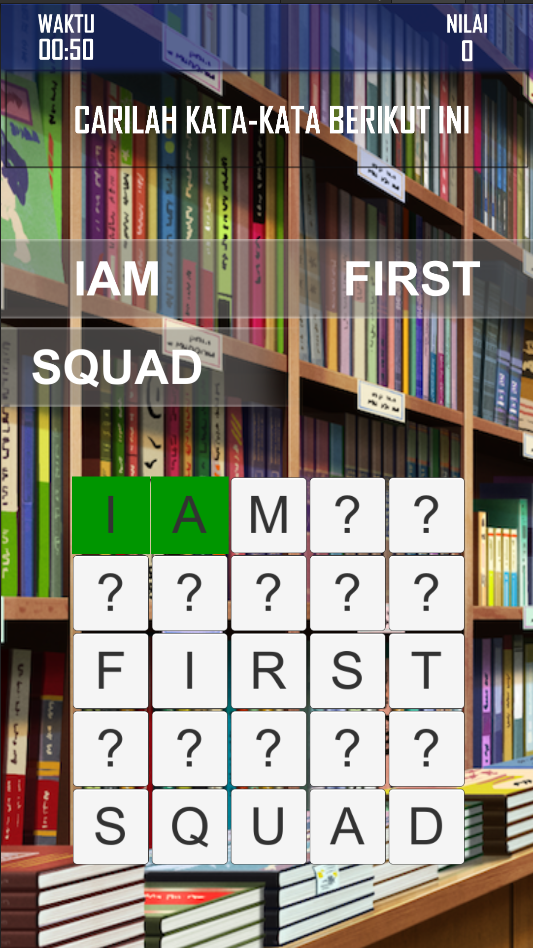 WAKTU NILAI
00:50 0
CARILAH KATA-KATA BERIKUT INI
IAM FIRST
SQUAD
I A M ? ?
? ? ? ? ?
F I R S T
? ? ? ? ?
S Q U A D